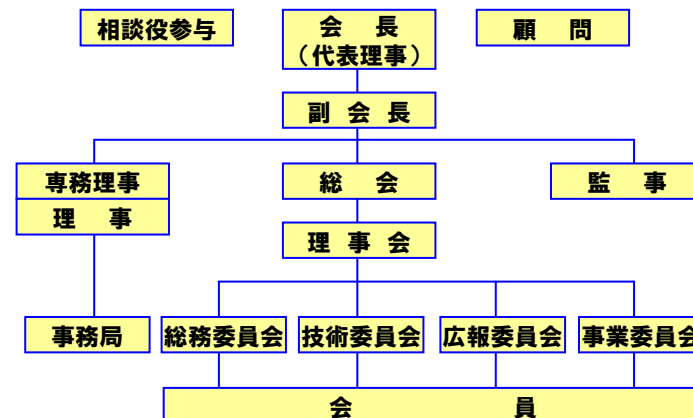 相談役参与
会 長
（代表理事）
顧 問
副 会 長
専務理事
理 事
総 会
監 事
理 事 会
事務局
総務委員会
技術委員会
広報委員会
事業委員会
会 員